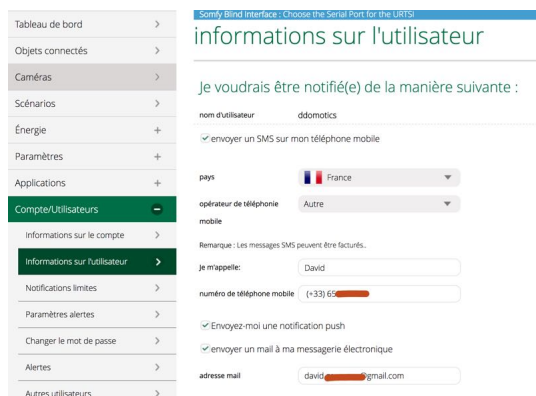 Somfy Blind Interface : Choose the Serial Port for the URTSI
Tableau de bord
Objets connectés
Caméras
Scénarios
Énergie
Paramètres
Applications
Compte/Utilisateurs
Informations sur le compte
Informations sur l'utilisateur
Notifications limites
Paramètres alertes
Changer le mot de passe
Alertes
Autres utilisateurs
informations sur l'utilisateur
Je voudrais être notifié(e) de la manière suivante :
nom d'utilisateur ddomotics
envoyer un SMS sur mon téléphone mobile
pays France
opérateur de téléphonie mobile Autre
Remarque : Les messages SMS peuvent être facturés..
Je m'appelle: David
numéro de téléphone mobile (+33) 65
Envoyez-moi une notification push
envoyer un mail à ma messagerie électronique
adresse mail david. @gmail.com